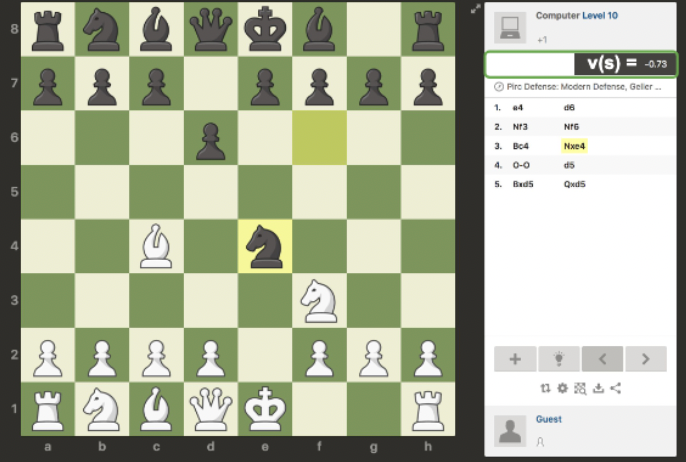 8
7
6
5
4
3
2
1
a b c d e f g h
Computer Level 10
+1
v(s) = -0.73
Pirc Defense: Modern Defense, Geller ...
1. e4 d6
2. Nf3 Nf6
3. Bc4 Nxe4
4. O-O d5
5. Bxd5 Qxd5
Guest